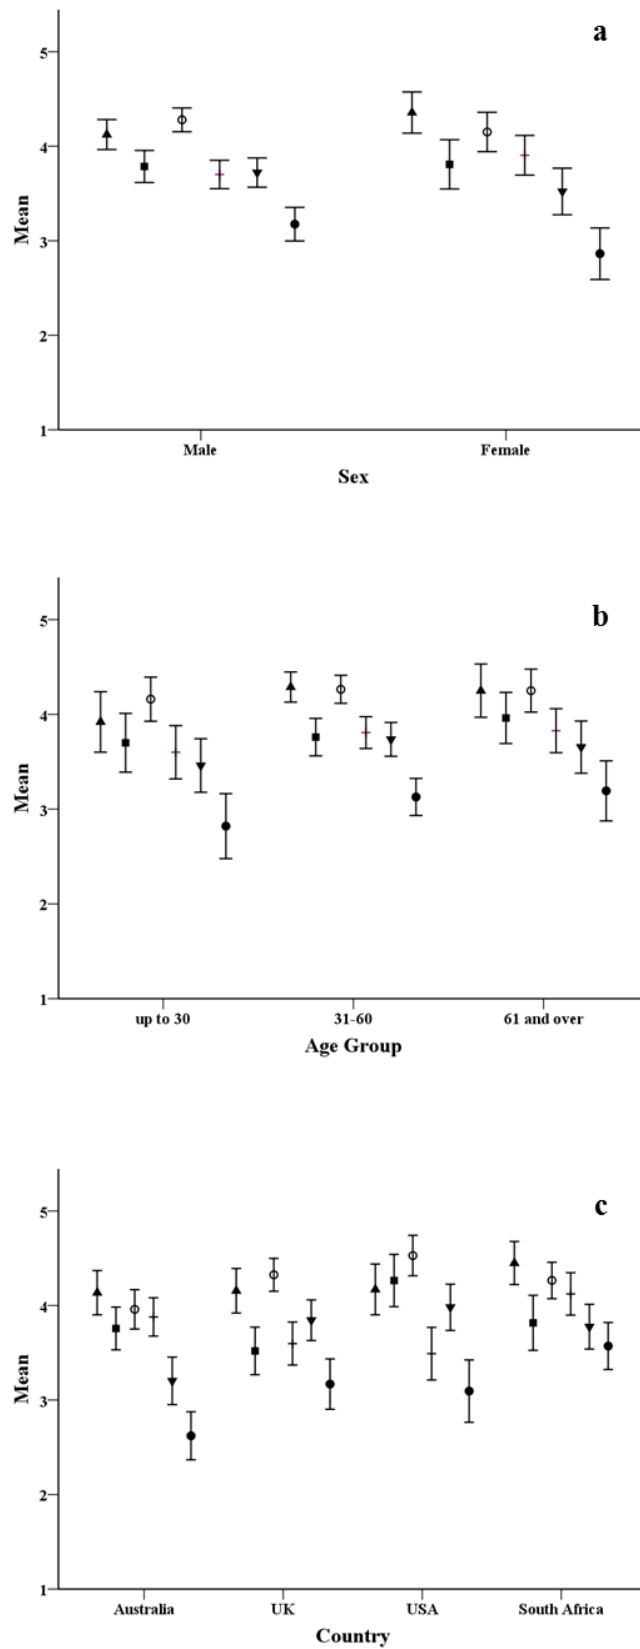 a
5
4
3
2
1
Mean
Male Female
Sex
b
5
4
3
2
1
Mean
up to 30 31-60 61 and over
Age Group
c
5
4
3
2
1
Mean
Australia UK USA South Africa
Country